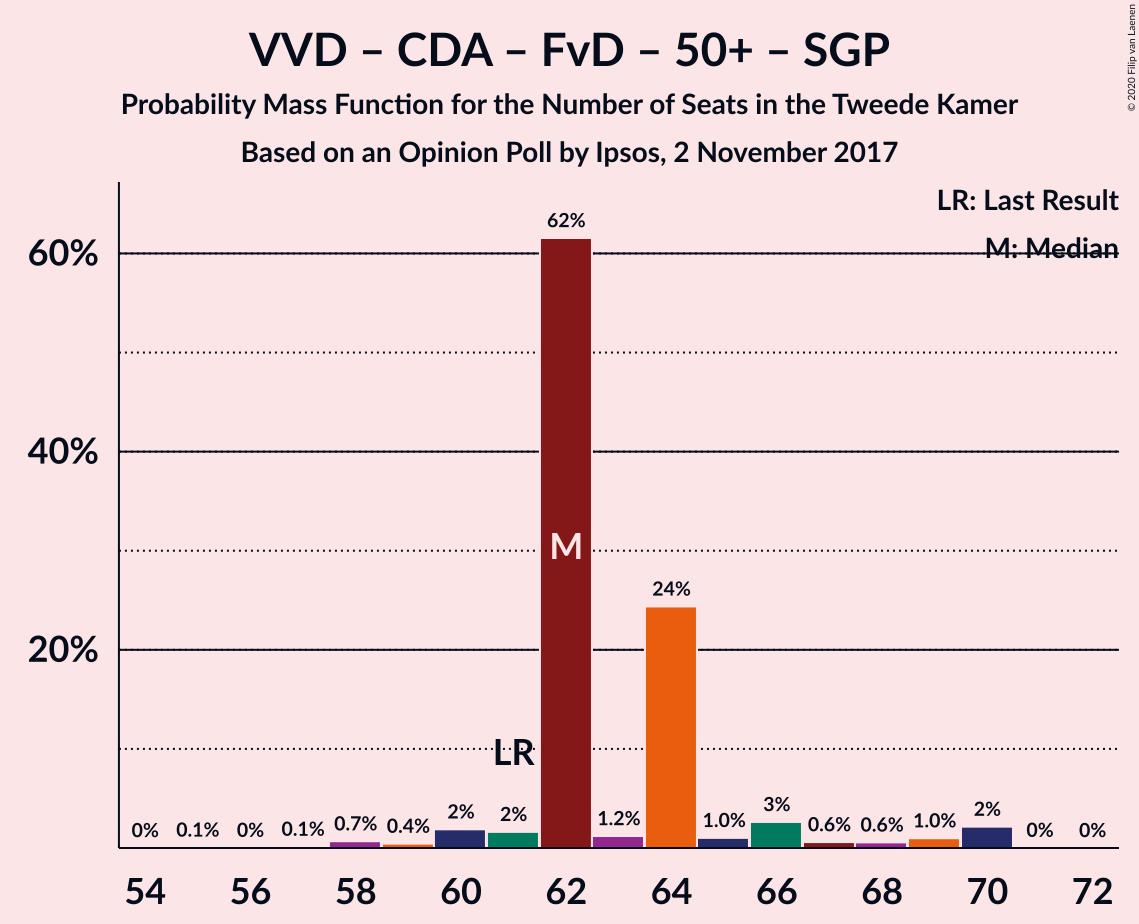 VVD – CDA – FvD – 50+ – SGP
Probability Mass Function for the Number of Seats in the Tweede Kamer
Based on an Opinion Poll by Ipsos, 2 November 2017
© 2020 Filip van Laenen
LR: Last Result
M: Median
60%
40%
20%
62%
M
24%
LR
0% 0.1% 0% 0.1% 0.7% 0.4% 2% 2% 1.2% 1.0% 3% 0.6% 0.6% 1.0% 2% 0% 0%
54 56 58 60 62 64 66 68 70 72